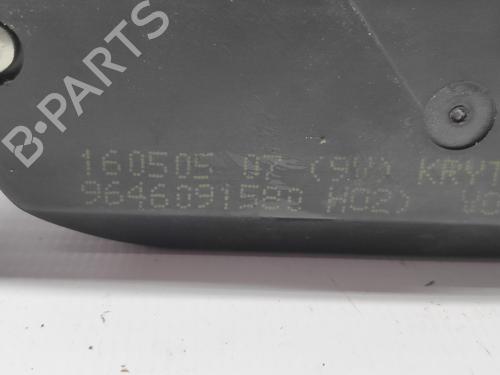 B-PARTS
160505 07 (9U) KRYT
9646091580 H02) V